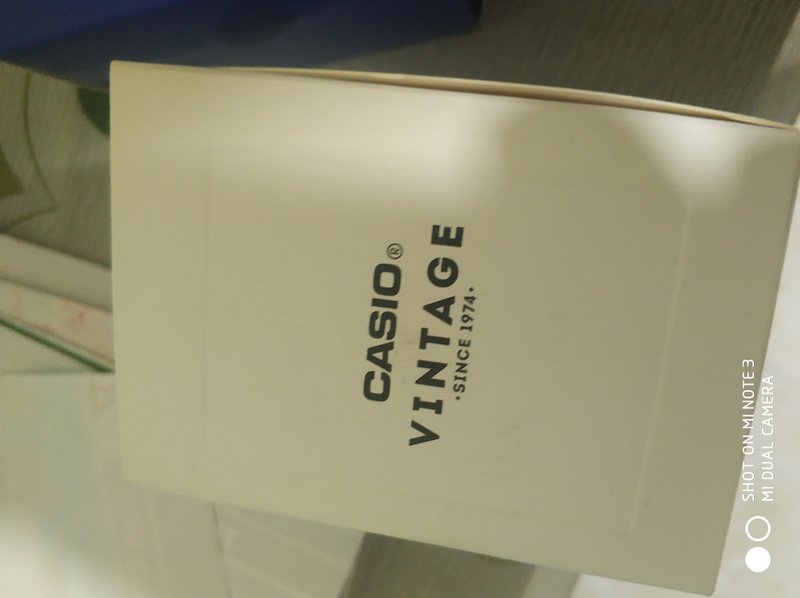 CASIO®
VINTAGE
•SINCE 1974•
SHOT ON MI NOTE 3
MI DUAL CAMERA